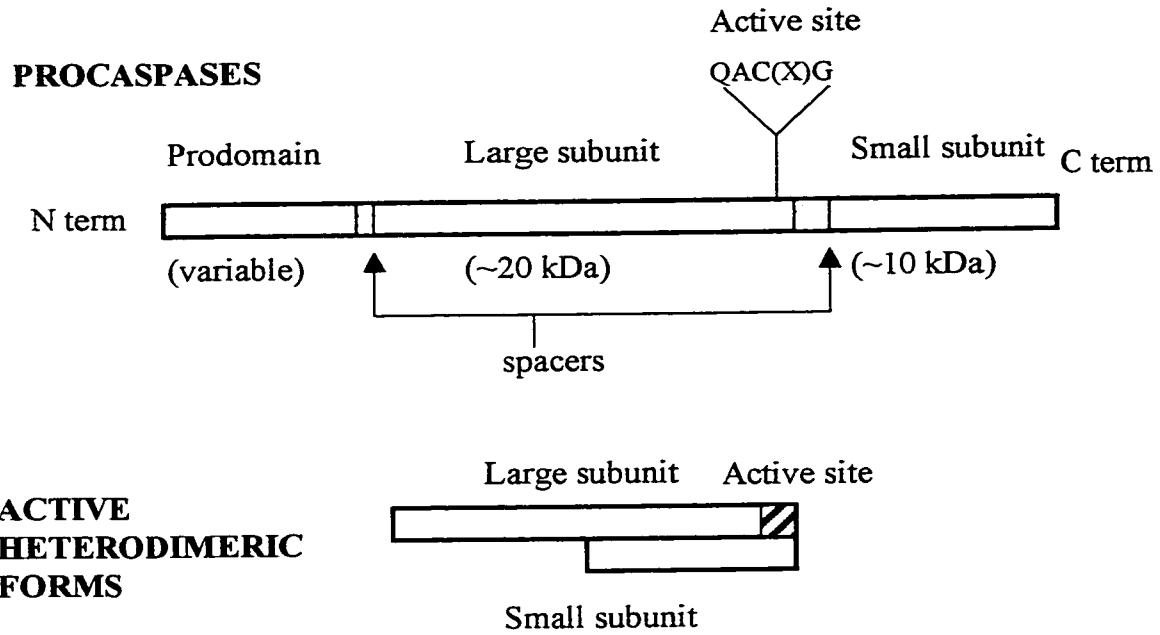 Active site
PROCASPASES
QAC(X)G
Prodomain
Large subunit
Small subunit
C term
N term
(variable)
(~20 kDa)
(~10 kDa)
spacers
Large subunit
Active site
ACTIVE
HETERODIMERIC
FORMS
Small subunit